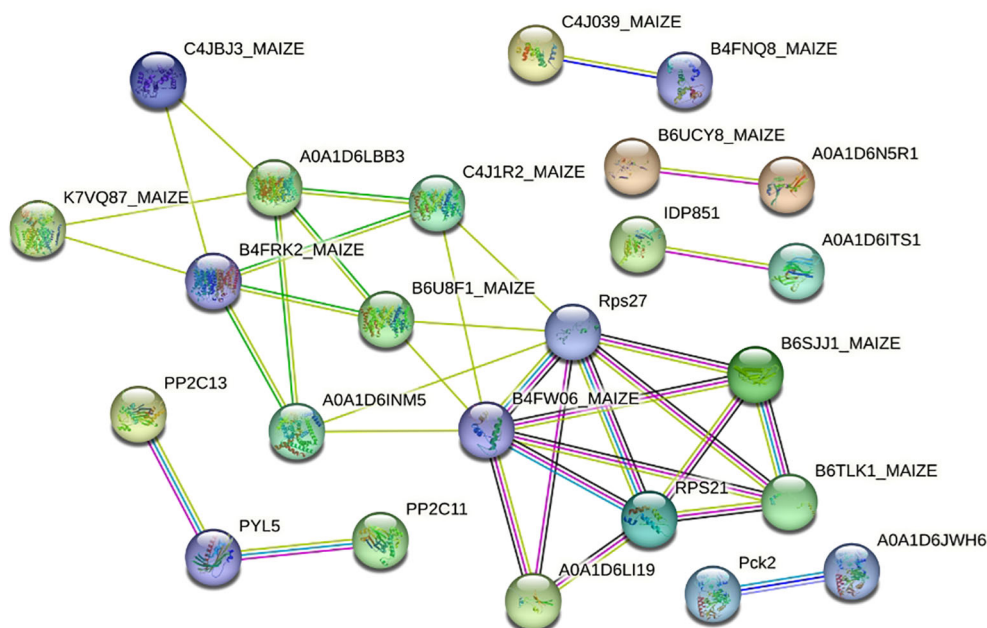 C4J039_MAIZE
C4JBJ3_MAIZE
B4FNQ8_MAIZE
B6UCY8_MAIZE
A0A1D6LBB3
A0A1D6N5R1
C4J1R2_MAIZE
K7VQ87_MAIZE
IDP851
A0A1D6ITS1
B4FRK2_MAIZE
B6U8F1_MAIZE
Rps27
B6SJJ1_MAIZE
PP2C13
A0A1D6INM5
B4FW06_MAIZE
B6TLK1_MAIZE
RPS21
PP2C11
PYL5
A0A1D6JWH6
Pck2
A0A1D6LI19